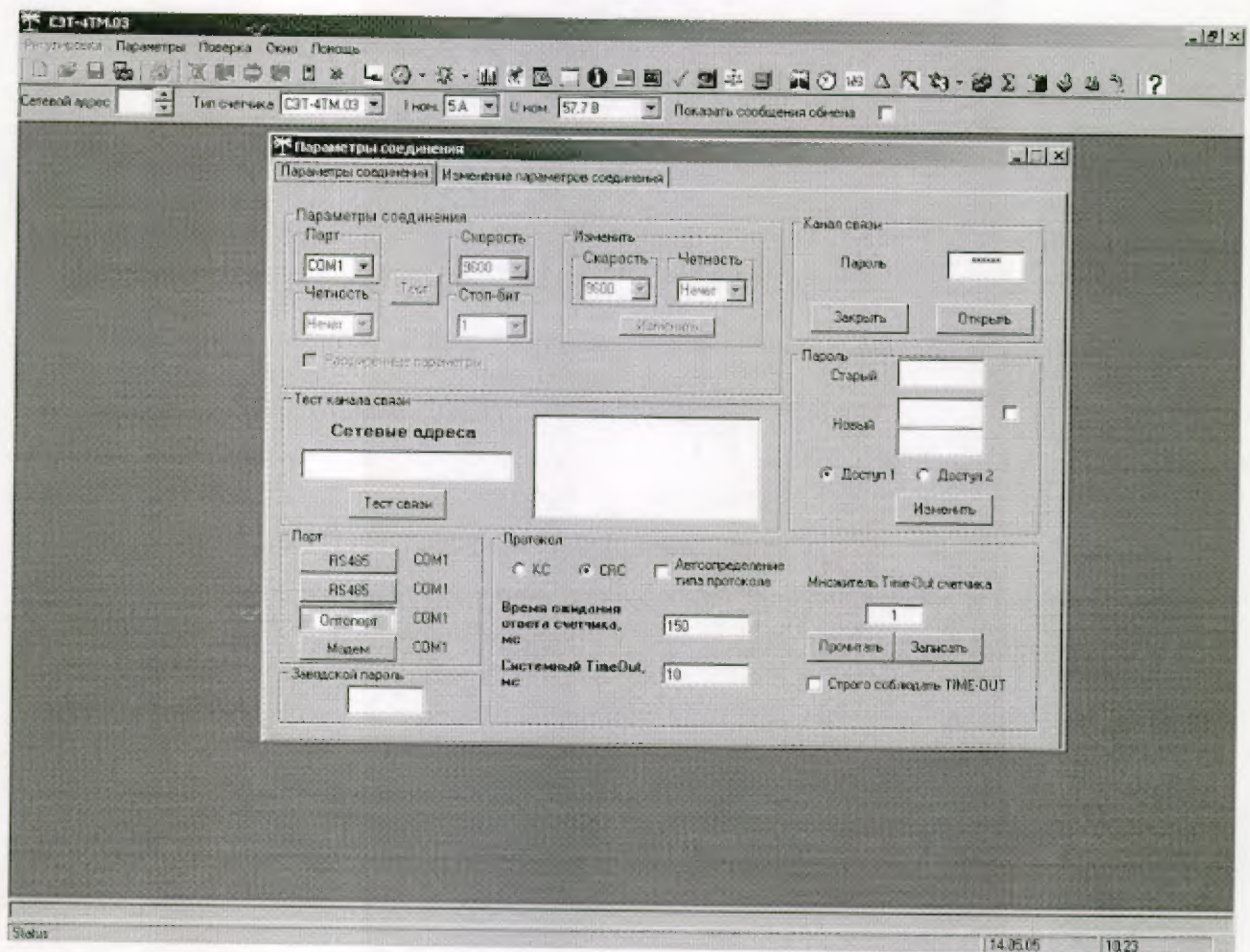 СЭТ-4ТМ.03
Регулировка Параметры Поверка Окно Помощь
Сетевой адрес Тип счетчика СЭТ-4ТМ.03 I ном. 5 А U ном. 57.7 В Показать сообщения обмена
Параметры соединения
Параметры соединения Изменение параметров соединения
Параметры соединения
Порт Скорость
COM1 9600
Тест
Четность Стоп-бит
Нечет 1
Расширенные параметры
Изменить
Скорость Четность
9600 Нечет
Изменить
Канал связи
Пароль ******
Закрыть Открыть
Пароль
Старый
Новый
Доступ 1 Доступ 2
Изменить
Тест канала связи
Сетевые адреса
Тест связи
Порт
RS485 COM1
RS485 COM1
Оптопорт COM1
Модем COM1
Заводской пароль
Протокол
КС CRC Автоопределение
типа протокола
Время ожидания
ответа счетчика,
мс
150
Системный TimeOut,
мс
10
Множитель Time-Out счетчика
1
Прочитать Записать
Строго соблюдать TIME-OUT
Status 14.05.05 10:23